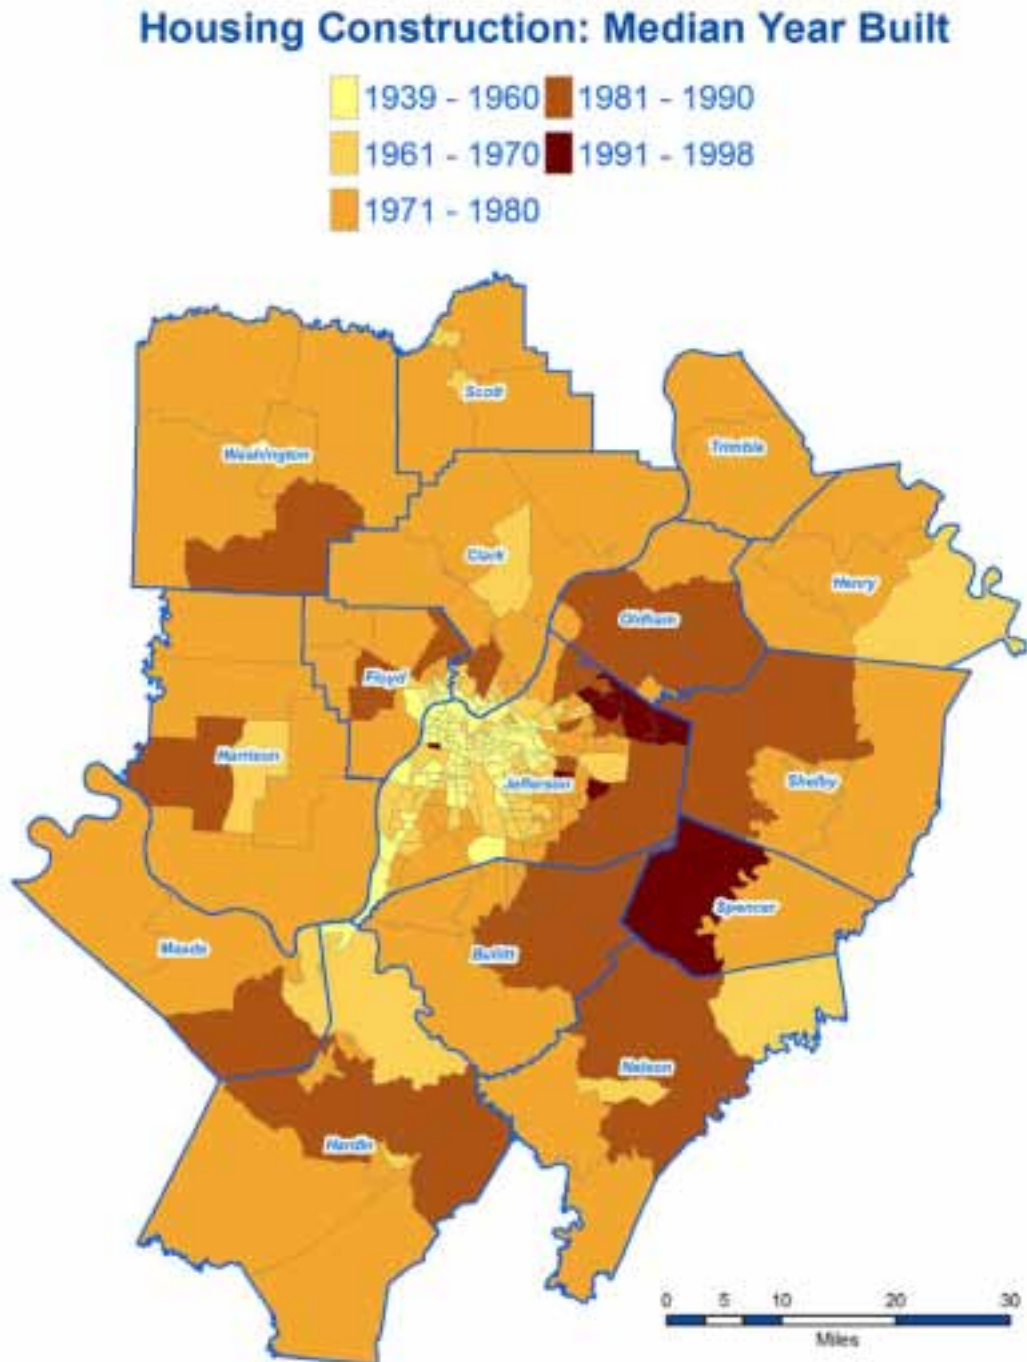 Housing Construction: Median Year Built
1939 - 1960 1981 - 1990
1961 - 1970 1991 - 1998
1971 - 1980
Scott
Trimble
Washington
Clark
Henry
Oldham
Floyd
Harrison
Jefferson
Shelby
Spencer
Meade
Bullitt
Nelson
Hardin
0 5 10 20 30
Miles